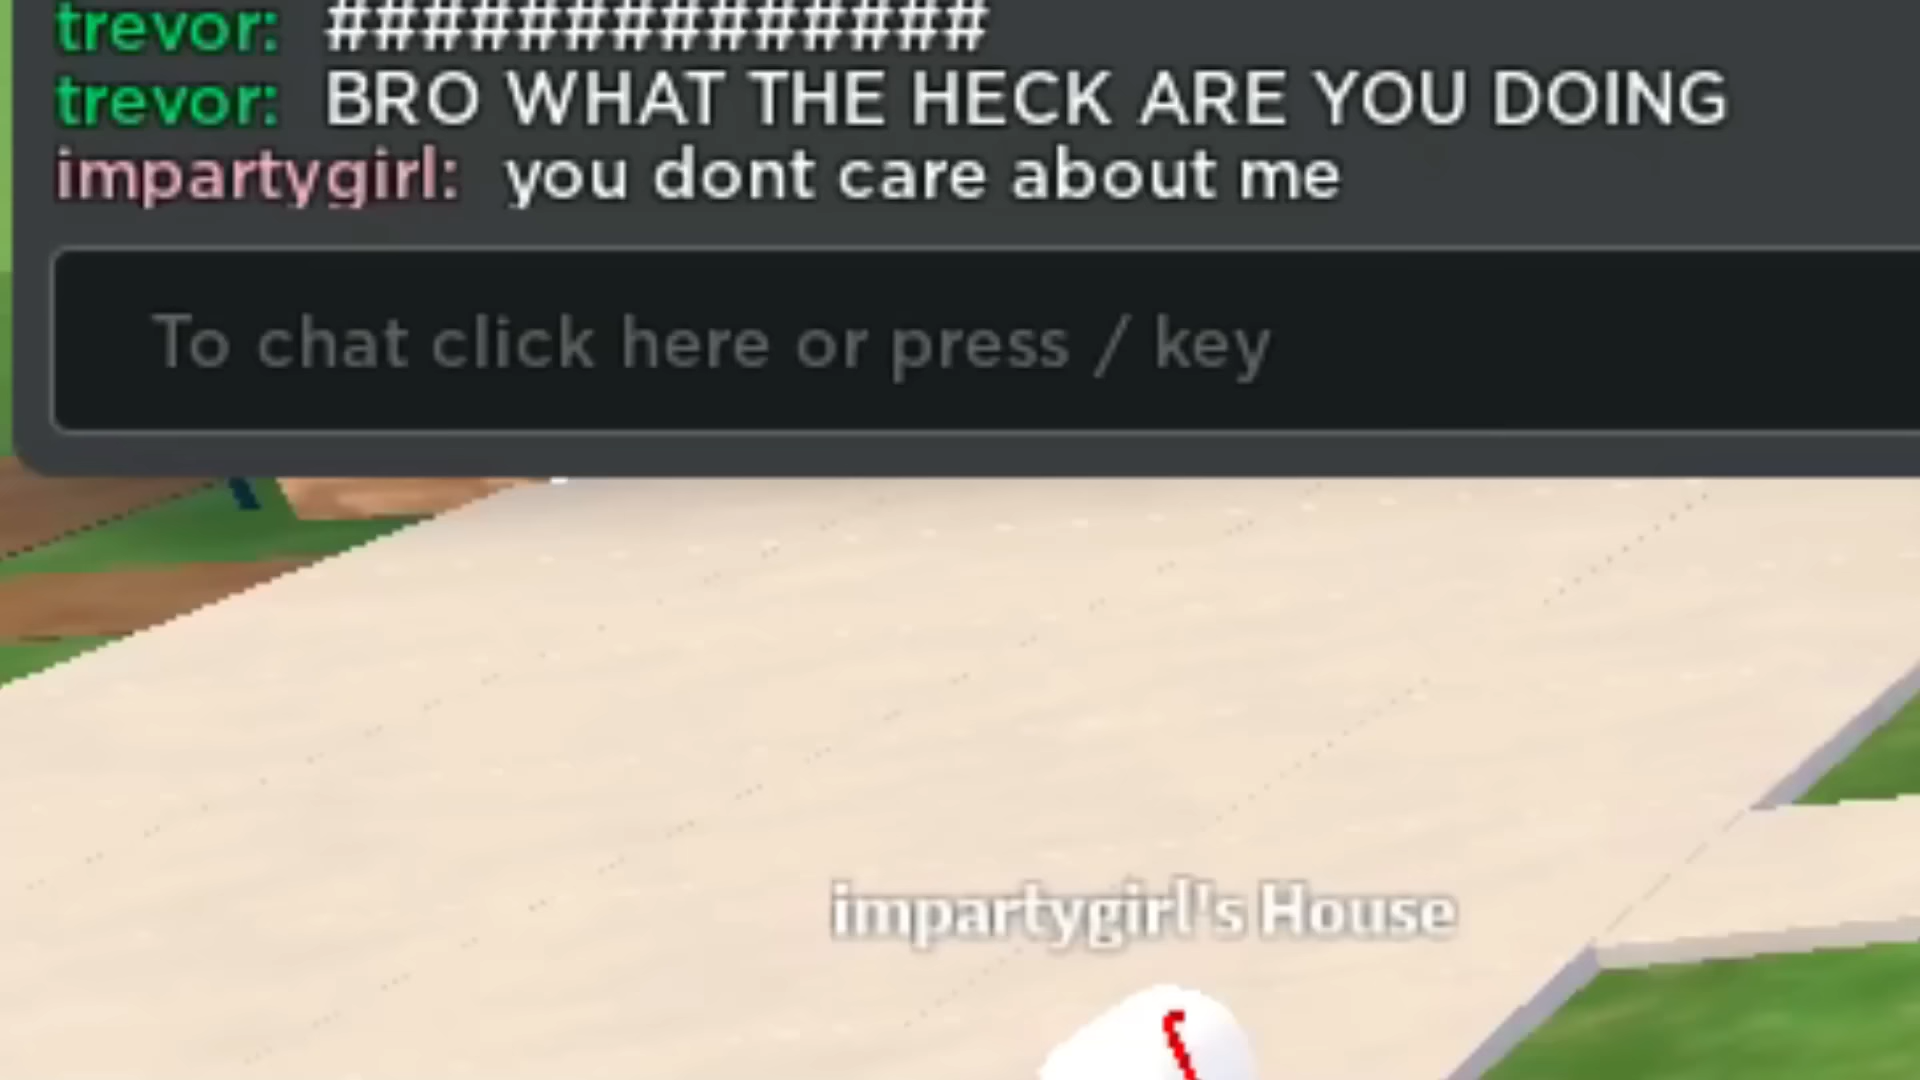 trevor: ##############
trevor: BRO WHAT THE HECK ARE YOU DOING
impartygirl: you dont care about me
To chat click here or press / key
impartygirl's House